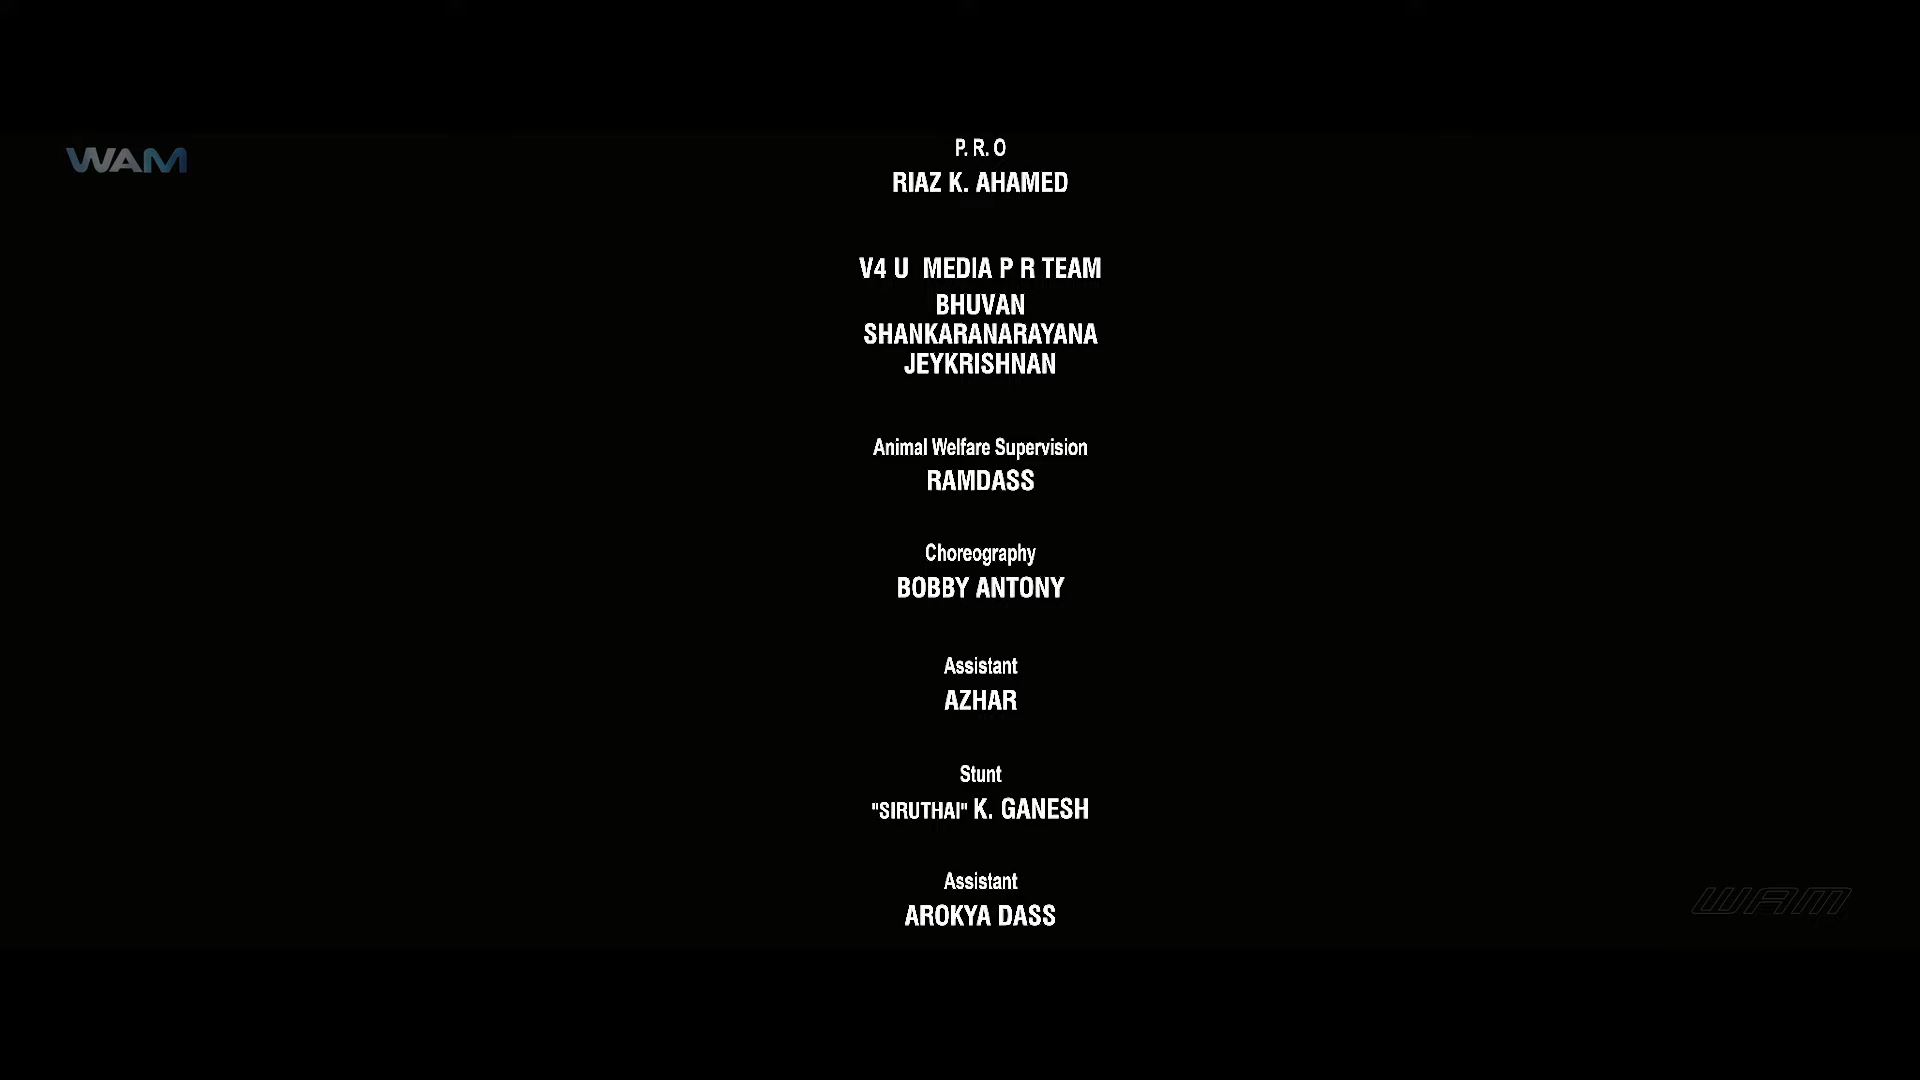 WAM
P. R. O
RIAZ K. AHAMED
V4 U MEDIA P R TEAM
BHUVAN
SHANKARANARAYANA
JEYKRISHNAN
Animal Welfare Supervision
RAMDASS
Choreography
BOBBY ANTONY
Assistant
AZHAR
Stunt
"SIRUTHAI" K. GANESH
Assistant
AROKYA DASS
WAM